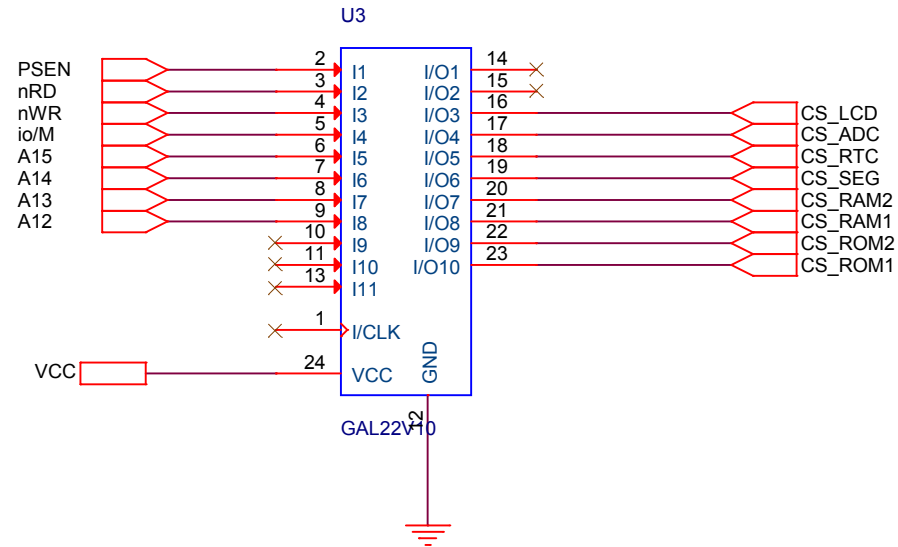 U3
PSEN 2 I1 I/O1 14
nRD 3 I2 I/O2 15
nWR 4 I3 I/O3 16 CS_LCD
io/M 5 I4 I/O4 17 CS_ADC
A15 6 I5 I/O5 18 CS_RTC
A14 7 I6 I/O6 19 CS_SEG
A13 8 I7 I/O7 20 CS_RAM2
A12 9 I8 I/O8 21 CS_RAM1
10 I9 I/O9 22 CS_ROM2
11 I10 I/O10 23 CS_ROM1
13 I11
1 I/CLK
VCC 24 VCC GND
12
GAL22V10